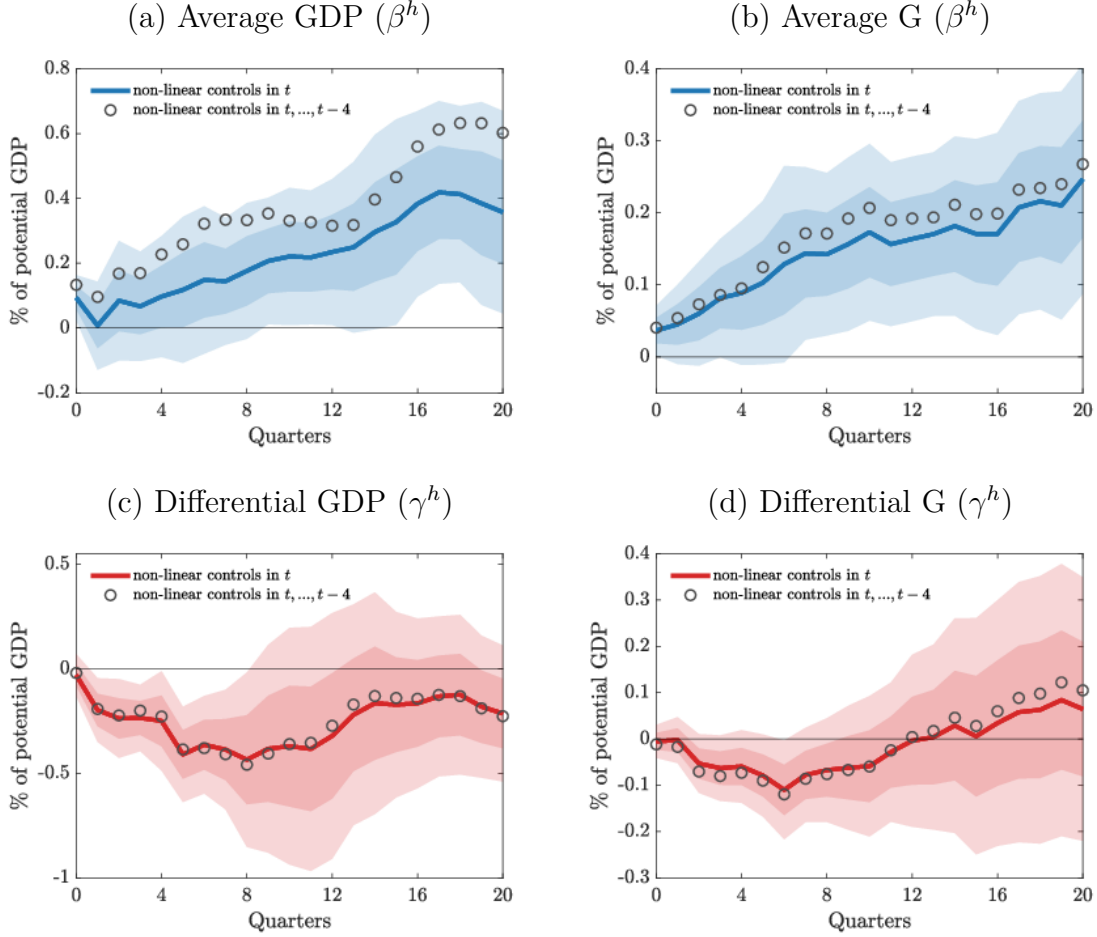 (a) Average GDP (β^h)
(b) Average G (β^h)
% of potential GDP
0.8
0.6
0.4
0.2
0
-0.2
non-linear controls in t
non-linear controls in t, ..., t − 4
0 4 8 12 16 20
Quarters
% of potential GDP
0.4
0.3
0.2
0.1
0
non-linear controls in t
non-linear controls in t, ..., t − 4
0 4 8 12 16 20
Quarters
(c) Differential GDP (γ^h)
(d) Differential G (γ^h)
% of potential GDP
0.5
0
-0.5
-1
non-linear controls in t
non-linear controls in t, ..., t − 4
0 4 8 12 16 20
Quarters
% of potential GDP
0.4
0.3
0.2
0.1
0
-0.1
-0.2
-0.3
non-linear controls in t
non-linear controls in t, ..., t − 4
0 4 8 12 16 20
Quarters